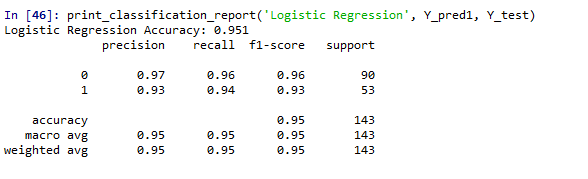 In [46]: print_classification_report('Logistic Regression', Y_pred1, Y_test)
Logistic Regression Accuracy: 0.951
precision recall f1-score support
0 0.97 0.96 0.96 90
1 0.93 0.94 0.93 53
accuracy 0.95 143
macro avg 0.95 0.95 0.95 143
weighted avg 0.95 0.95 0.95 143